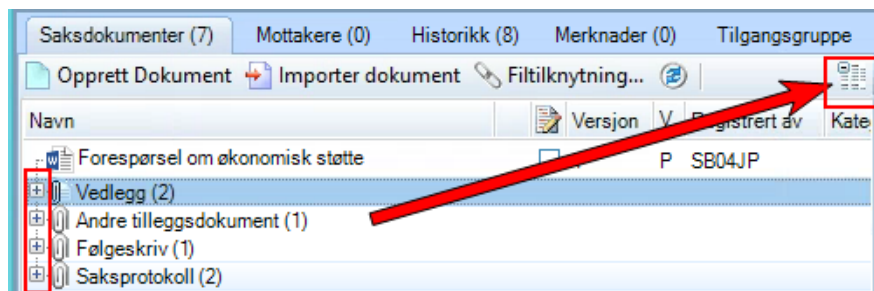 Saksdokumenter (7) Mottakere (0) Historikk (8) Merknader (0) Tilgangsgruppe
Opprett Dokument Importer dokument Filtilknytning...
Navn Versjon V Registrert av Kate
Forespørsel om økonomisk støtte P SB04JP
Vedlegg (2)
Andre tilleggsdokument (1)
Følgeskriv (1)
Saksprotokoll (2)